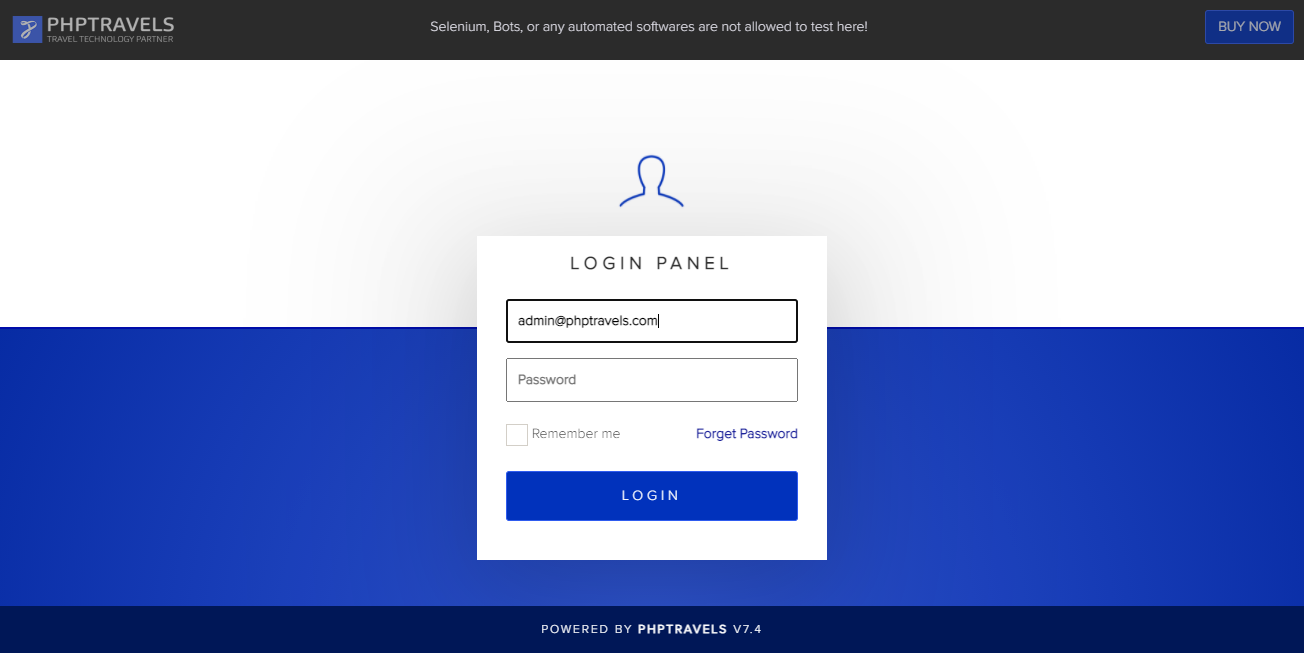 PHPTRAVELS
TRAVEL TECHNOLOGY PARTNER
Selenium, Bots, or any automated softwares are not allowed to test here!
BUY NOW
LOGIN PANEL
admin@phptravels.com
Password
Remember me
Forget Password
LOGIN
POWERED BY PHPTRAVELS V7.4